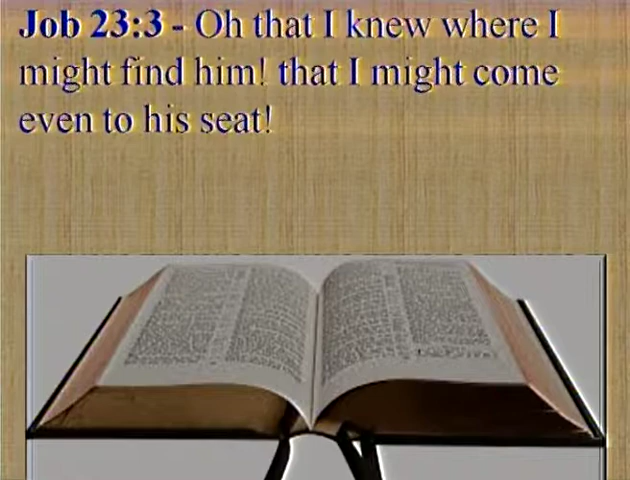 Job 23:3 - Oh that I knew where I
might find him! that I might come
even to his seat!